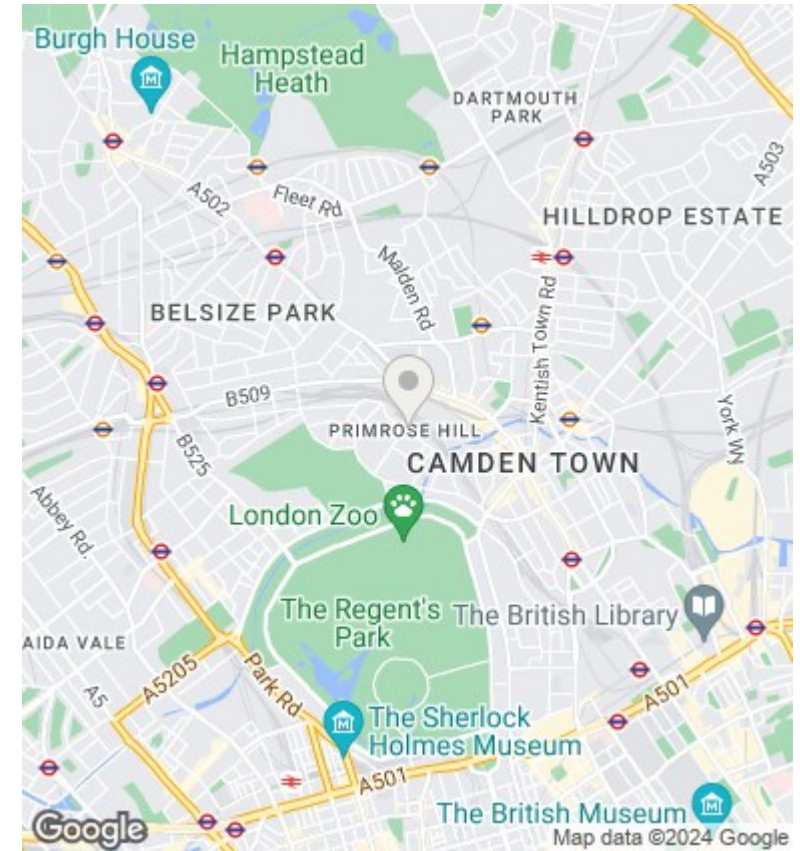 Burgh House
Hampstead
Heath
DARTMOUTH
PARK
A503
A502
Fleet Rd
HILLDROP ESTATE
Malden Rd
BELSIZE PARK
Kentish Town Rd
B509
York Wy
PRIMROSE HILL
B525
CAMDEN TOWN
Abbey Rd.
London Zoo
The Regent's
Park
The British Library
AIDA VALE
A5205
Park Rd
A5
A501
The Sherlock
Holmes Museum
A501
The British Museum
Google
Map data ©2024 Google